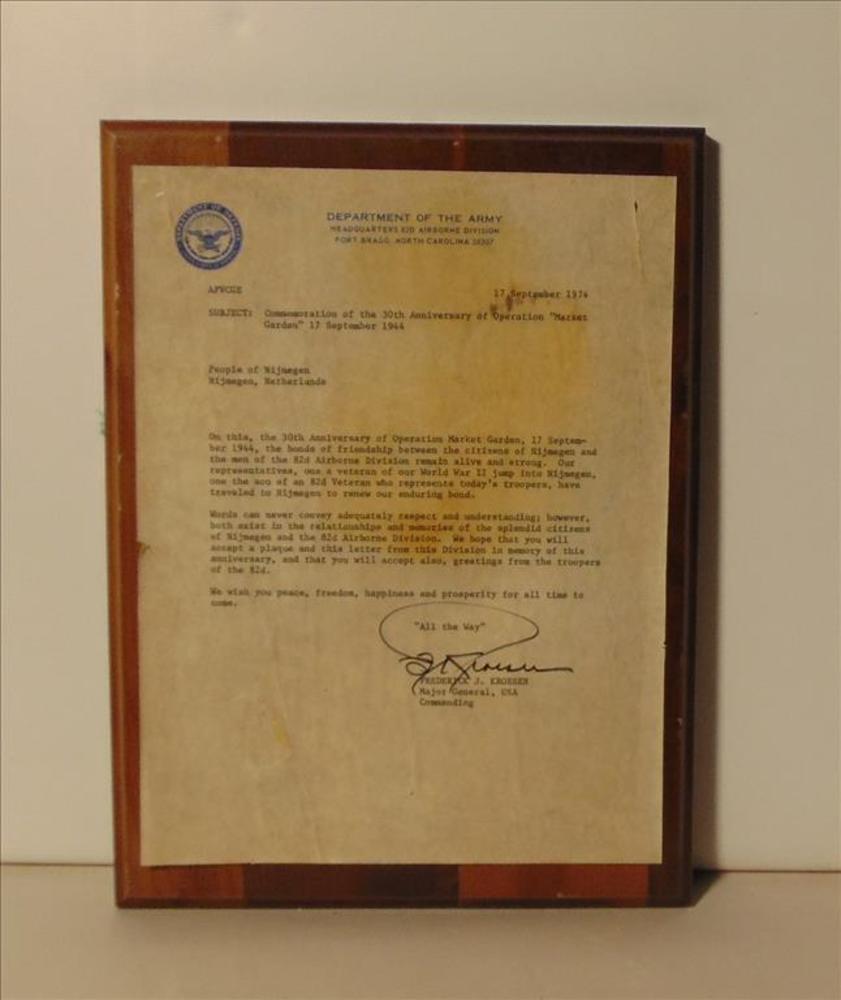 DEPARTMENT OF THE ARMY
HEADQUARTERS 82D AIRBORNE DIVISION
FORT BRAGG, NORTH CAROLINA 28307
17 September 1974
SUBJECT: Commemoration of the 30th Anniversary of Operation "Market
Garden" 17 September 1944
People of Nijmegen
Nijmegen, Netherlands
On this, the 30th Anniversary of Operation Market Garden, 17 Septem-
ber 1944, the bonds of friendship between the citizens of Nijmegen and
the men of the 82d Airborne Division remain alive and strong. Our
representatives, one a veteran of our World War II jump into Nijmegen,
one the son of an 82d Veteran who represents today's troopers, have
traveled to Nijmegen to renew our enduring bond.
Words can never convey adequately respect and understanding; however,
both exist in the relationships and memories of the splendid citizens
of Nijmegen and the 82d Airborne Division. We hope that you will
accept a plaque and this letter from this Division in memory of this
anniversary, and that you will accept also, greetings from the troopers
of the 82d.
We wish you peace, freedom, happiness and prosperity for all time to
come.
"All the Way"
FREDERICK J. KROESEN
Major General, USA
Commanding